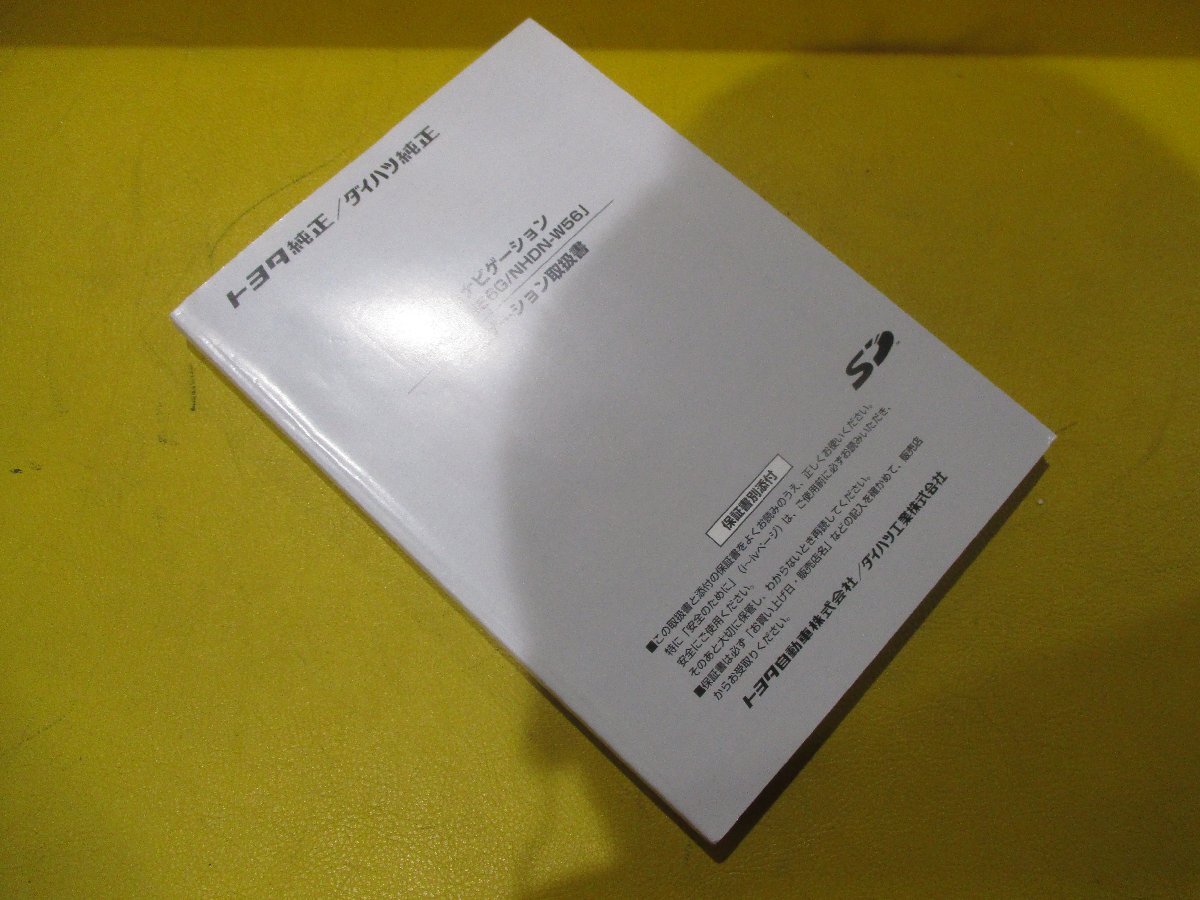 トヨタ純正/ダイハツ純正
ビゲーション
6G/NHDN-W56」
ション取扱書
SD
保証書別添付
■この取扱書と添付の保証書をよくお読みのうえ、正しくお使いください。
特に「安全のために」(i~ivページ)は、ご使用前に必ずお読みいただき、
安全にご使用ください。
そのあと大切に保管し、わからないとき再読してください。
■保証書は必ず「お買い上げ日・販売店名」などの記入を確かめて、販売店
からお受取りください。
トヨタ自動車株式会社/ダイハツ工業株式会社